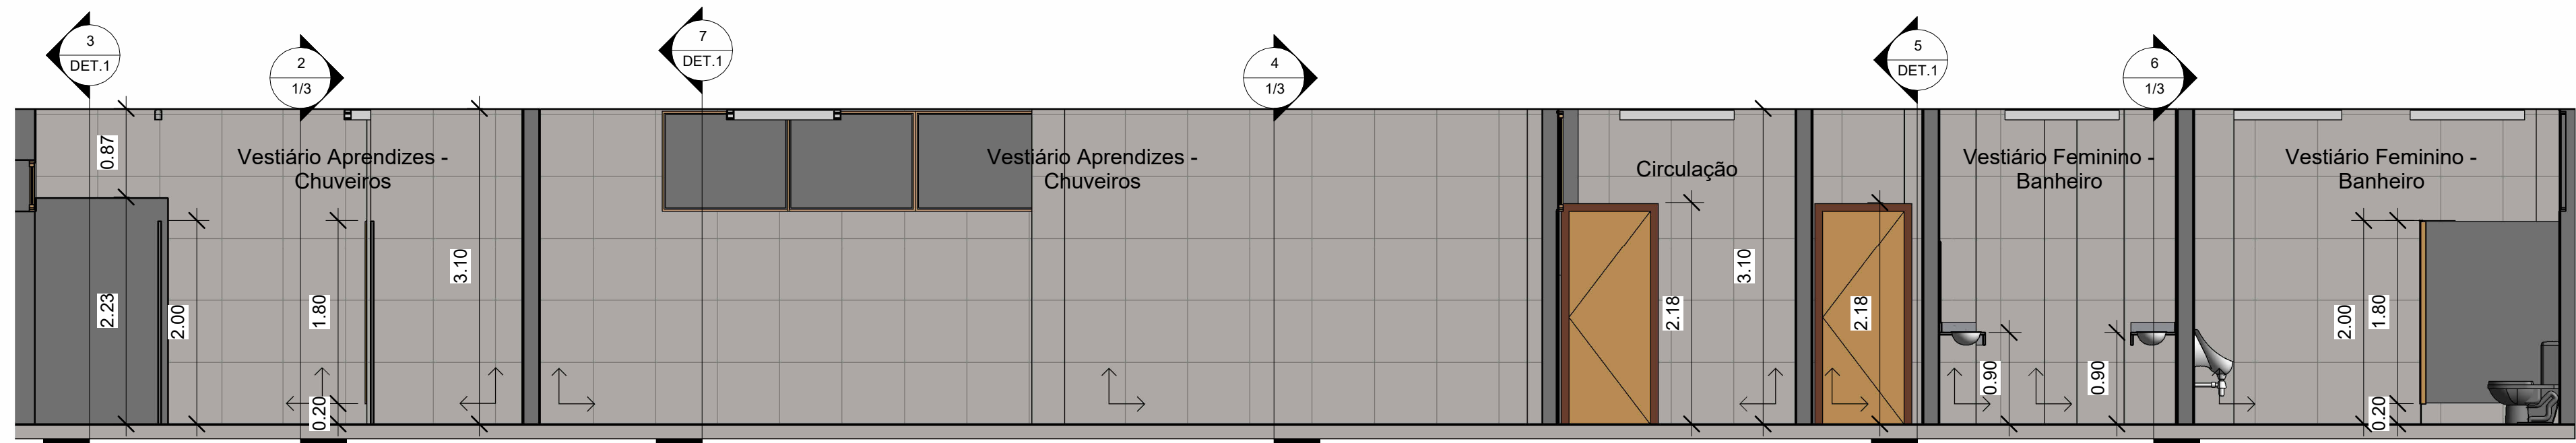 3
DET.1
2
1/3
7
DET.1
4
1/3
5
DET.1
6
1/3
Vestiário Aprendizes -
Chuveiros
Vestiário Aprendizes -
Chuveiros
Circulação
Vestiário Feminino -
Banheiro
Vestiário Feminino -
Banheiro
0.87
2.23
2.00
1.80
0.20
3.10
2.18
3.10
2.18
0.90
0.90
2.00
1.80
0.20